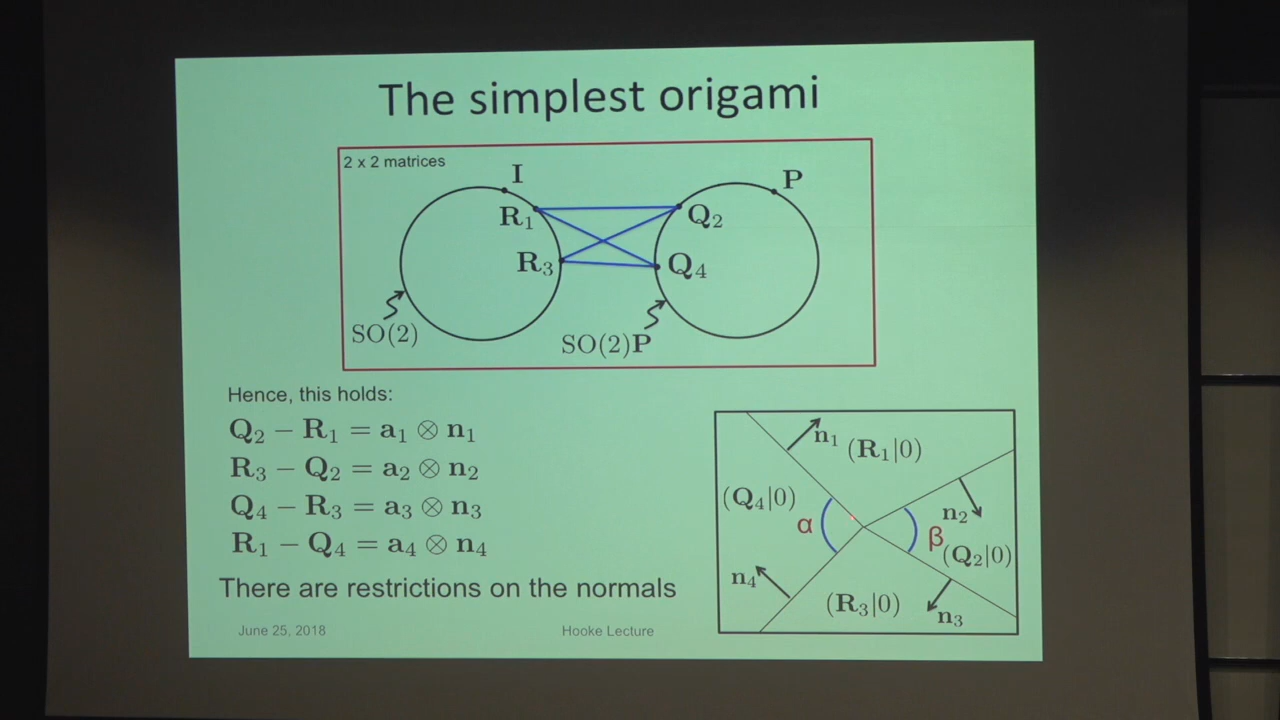 The simplest origami
2 x 2 matrices
I
P
R₁
Q₂
R₃
Q₄
SO(2)
SO(2)P
Hence, this holds:
Q₂ − R₁ = a₁ ⊗ n₁
R₃ − Q₂ = a₂ ⊗ n₂
Q₄ − R₃ = a₃ ⊗ n₃
R₁ − Q₄ = a₄ ⊗ n₄
There are restrictions on the normals
n₁
(R₁|0)
(Q₄|0)
α
n₂
β
(Q₂|0)
n₄
(R₃|0)
n₃
June 25, 2018
Hooke Lecture